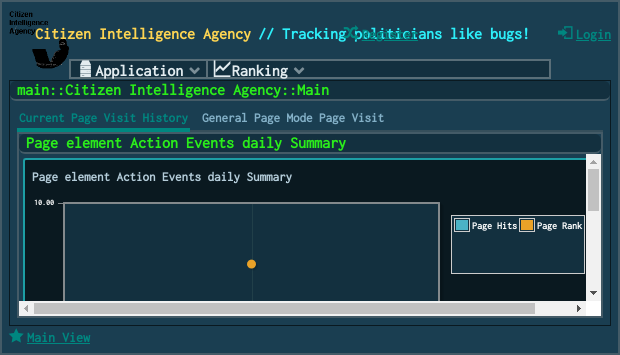 Citizen
Intelligence
Agency
Citizen Intelligence Agency // Tracking politicians like bugs!
Register
Login
Application
Ranking
main::Citizen Intelligence Agency::Main
Current Page Visit History
General Page Mode Page Visit
Page element Action Events daily Summary
Page element Action Events daily Summary
10.00
Page Hits
Page Rank
Main View